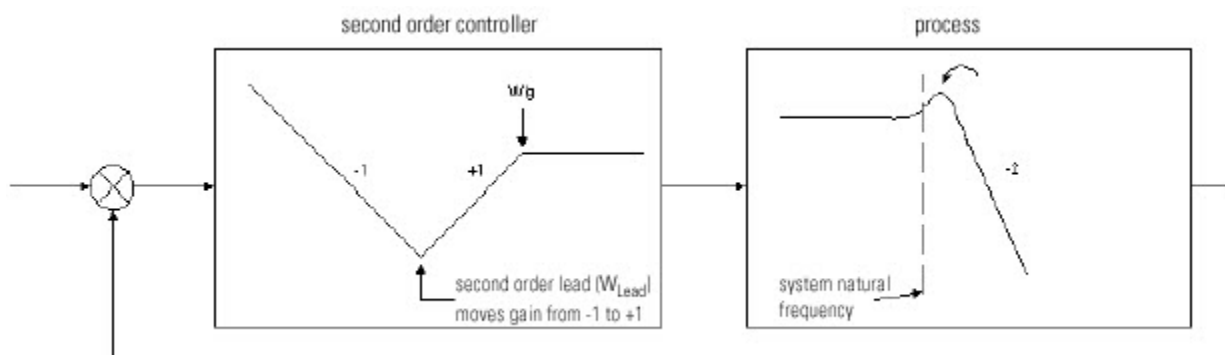 second order controller
process
Wg
-1
+1
-2
second order lead (WLead)
moves gain from -1 to +1
system natural
frequency